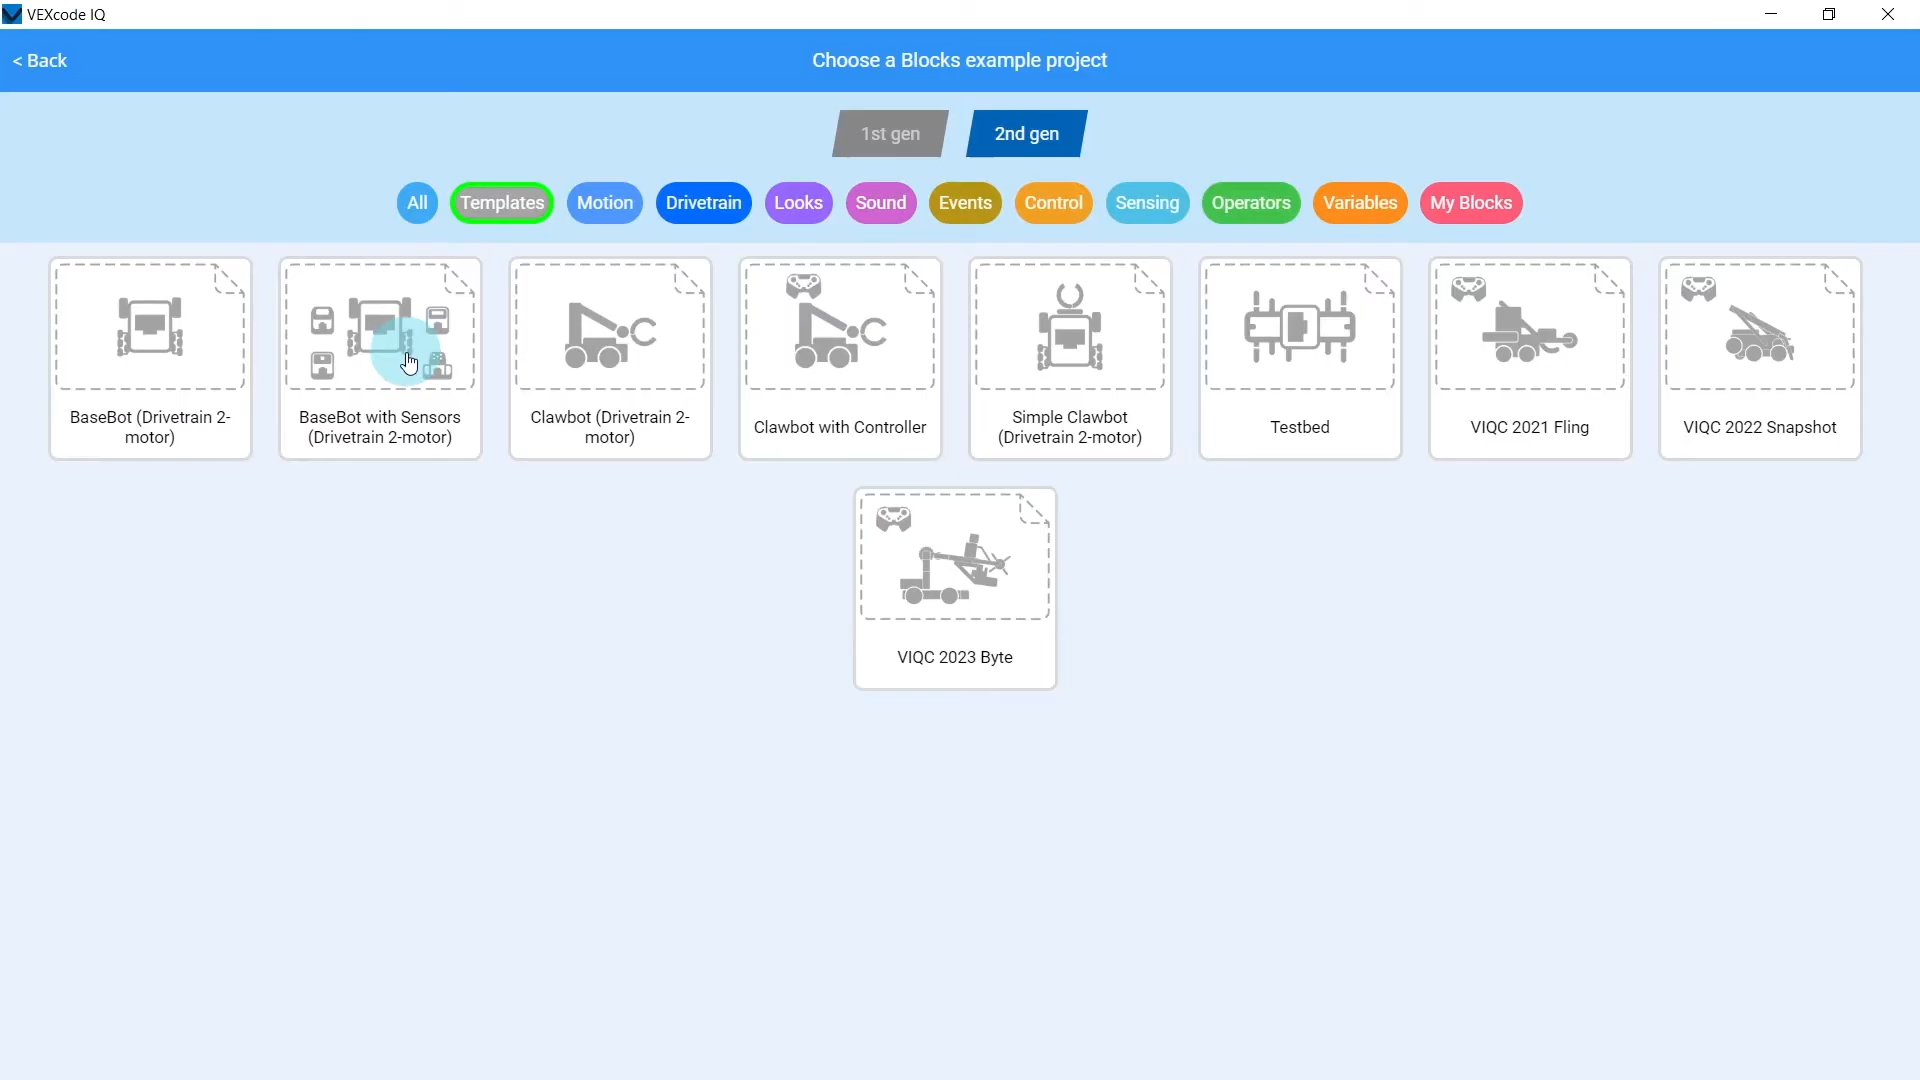 VEXcode IQ
< Back
Choose a Blocks example project
1st gen
2nd gen
All
Templates
Motion
Drivetrain
Looks
Sound
Events
Control
Sensing
Operators
Variables
My Blocks
BaseBot (Drivetrain 2-
motor)
BaseBot with Sensors
(Drivetrain 2-motor)
Clawbot (Drivetrain 2-
motor)
Clawbot with Controller
Simple Clawbot
(Drivetrain 2-motor)
Testbed
VIQC 2021 Fling
VIQC 2022 Snapshot
VIQC 2023 Byte